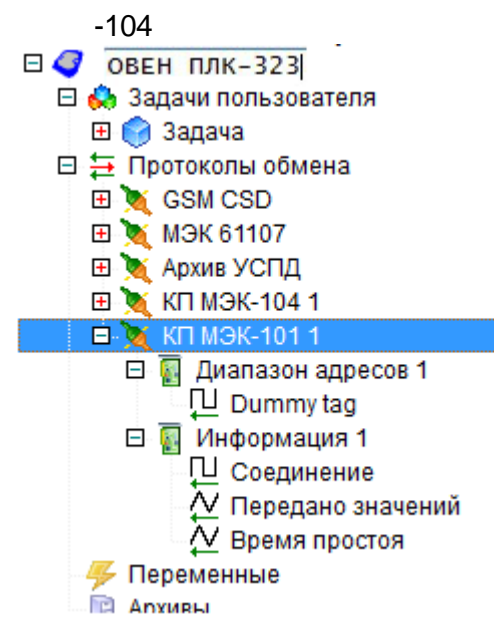 -104
ОВЕН ПЛК-323
Задачи пользователя
Задача
Протоколы обмена
GSM CSD
МЭК 61107
Архив УСПД
КП МЭК-104 1
КП МЭК-101 1
Диапазон адресов 1
Dummy tag
Информация 1
Соединение
Передано значений
Время простоя
Переменные
Архивы